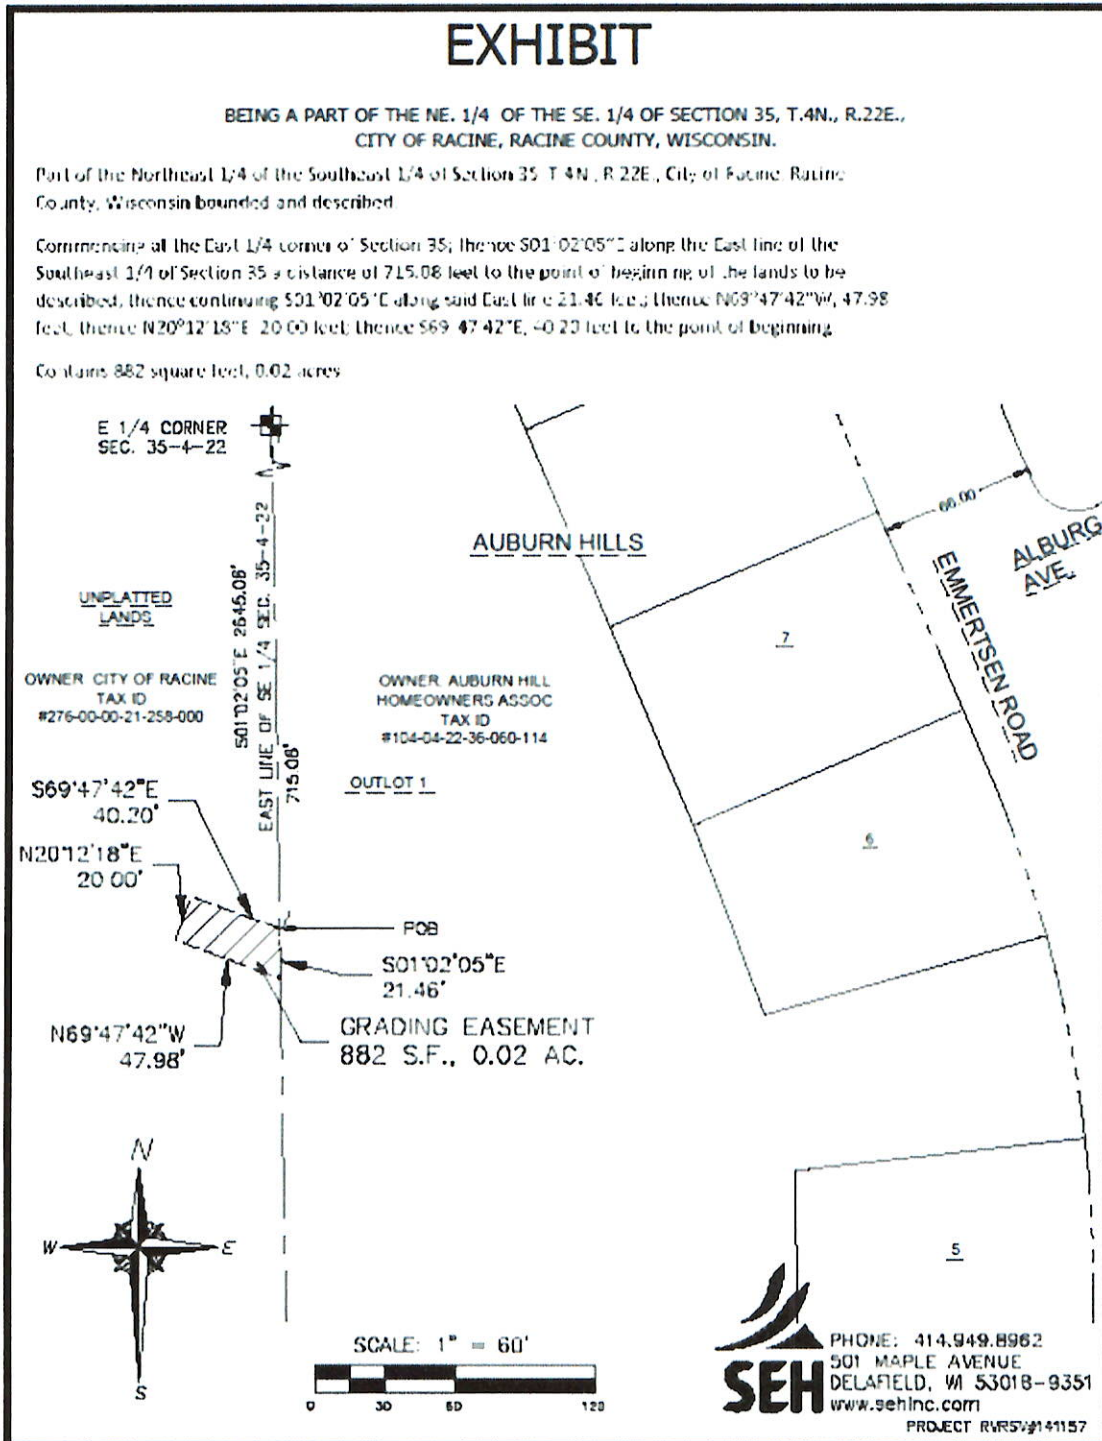 EXHIBIT
BEING A PART OF THE NE. 1/4 OF THE SE. 1/4 OF SECTION 35, T.4N., R.22E.,
CITY OF RACINE, RACINE COUNTY, WISCONSIN.
Part of the Northeast 1/4 of the Southeast 1/4 of Section 35 T 4N , R 22E , City of Racine Racine
County, Wisconsin bounded and described
Commencing at the East 1/4 corner of Section 35; thence S01°02'05"E along the East line of the
Southeast 1/4 of Section 35 a distance of 715.08 feet to the point of beginning of the lands to be
described, thence continuing S01°02'05"E along said East line 21.46 feet; thence N69°47'42"W, 47.98
feet, thence N20°12'18"E 20 00 feet; thence S69 47 42"E, 40 20 feet to the point of beginning
Contains 882 square feet, 0.02 acres
E 1/4 CORNER
SEC. 35-4-22
UNPLATTED
LANDS
OWNER CITY OF RACINE
TAX ID
#276-00-00-21-258-000
S01°02'05"E 2645.06'
EAST LINE OF SE 1/4 SEC. 35-4-22
715.08'
AUBURN HILLS
OWNER AUBURN HILL
HOMEOWNERS ASSOC
TAX ID
#104-04-22-36-060-114
OUTLOT 1
66.00
ALBURG
AVE.
EMMERTSEN ROAD
7
6
5
S69°47'42"E
40.20'
N20°12'18"E
20 00'
POB
S01°02'05"E
21.46'
N69°47'42"W
47.98'
GRADING EASEMENT
882 S.F., 0.02 AC.
N
W
E
S
SCALE: 1" = 60'
0 30 60 120
SEH
PHONE: 414.949.8962
501 MAPLE AVENUE
DELAFIELD, WI 53018-9351
www.sehinc.com
PROJECT